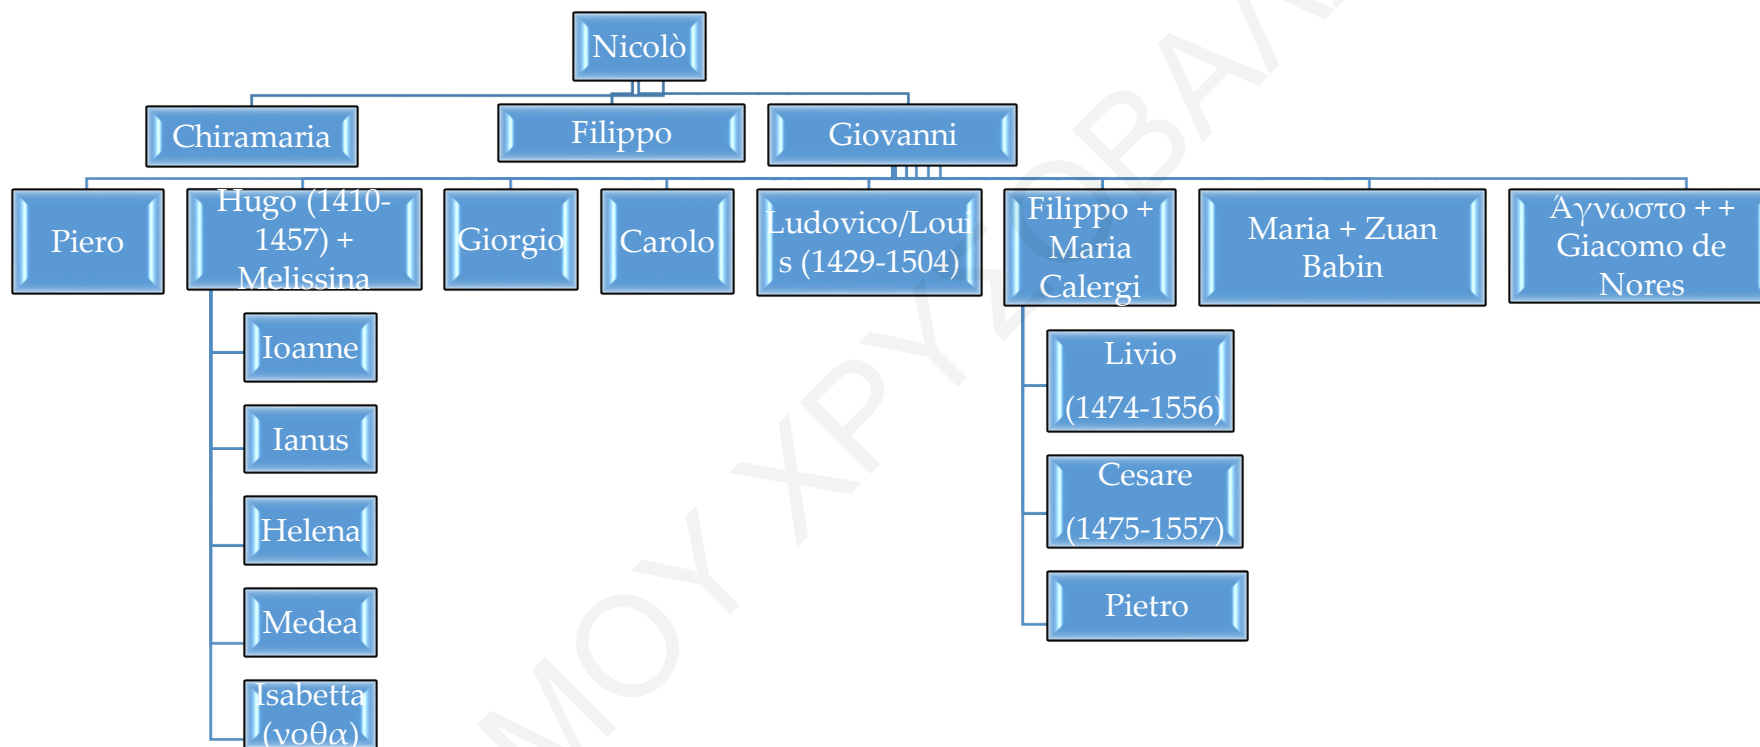 Nicolò
Chiramaria
Filippo
Giovanni
Piero
Hugo (1410-
1457) +
Melissina
Giorgio
Carolo
Ludovico/Loui
s (1429-1504)
Filippo +
Maria
Calergi
Maria + Zuan
Babin
Άγνωστο ++
Giacomo de
Nores
Ioanne
Ianus
Helena
Medea
Isabetta
(νοθα)
Livio
(1474-1556)
Cesare
(1475-1557)
Pietro